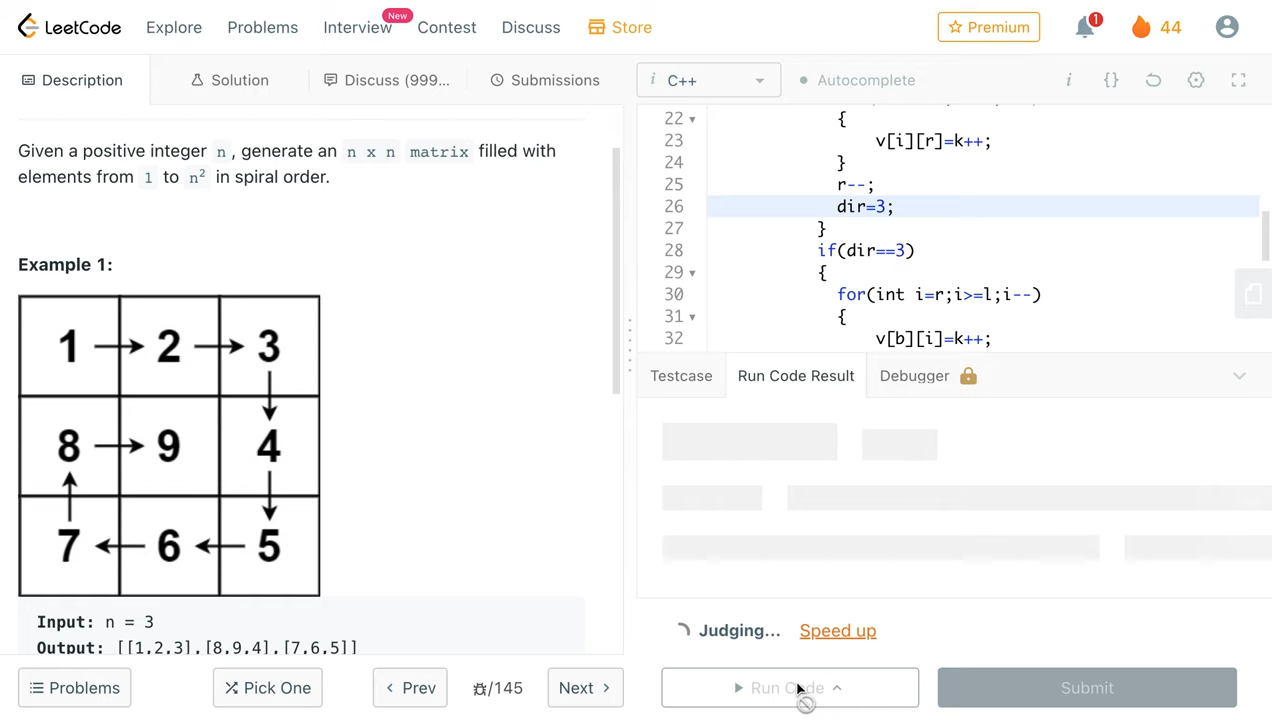 LeetCode Explore Problems Interview New Contest Discuss Store Premium 1 44
Description Solution Discuss (999... Submissions i C++ Autocomplete i {}
Given a positive integer n , generate an n x n matrix filled with
elements from 1 to n² in spiral order.
Example 1:
1 2 3
8 9 4
7 6 5
Input: n = 3
Output: [[1,2,3],[8,9,4],[7,6,5]]
Problems Pick One Prev /145 Next
22 {
23 v[i][r]=k++;
24 }
25 r--;
26 dir=3;
27 }
28 if(dir==3)
29 {
30 for(int i=r;i>=l;i--)
31 {
32 v[b][i]=k++;
Testcase Run Code Result Debugger
Judging... Speed up
Run Code Submit